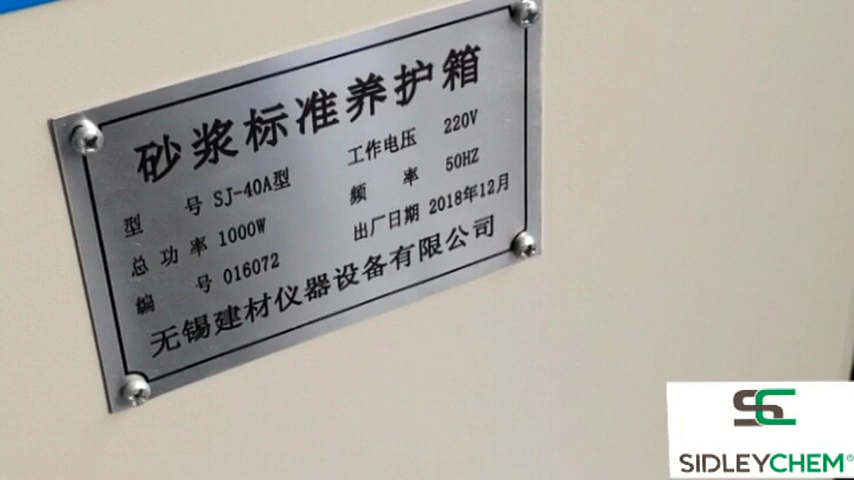 砂浆标准养护箱
型 号 SJ-40A型 工作电压 220V
总功率 1000W 频 率 50HZ
编 号 016072 出厂日期 2018年12月
无锡建材仪器设备有限公司
SC
SIDLEYCHEM®